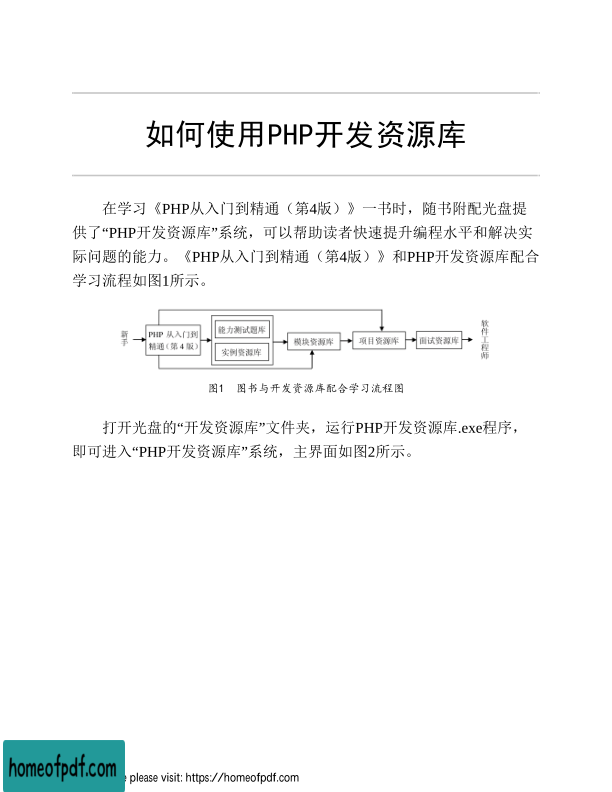 如何使用PHP开发资源库
在学习《PHP从入门到精通（第4版）》一书时，随书附配光盘提
供了“PHP开发资源库”系统，可以帮助读者快速提升编程水平和解决实
际问题的能力。《PHP从入门到精通（第4版）》和PHP开发资源库配合
学习流程如图1所示。
新手
PHP 从入门到
精通（第 4 版）
能力测试题库
实例资源库
模块资源库
项目资源库
面试资源库
软件工程师
图1 图书与开发资源库配合学习流程图
打开光盘的“开发资源库”文件夹，运行PHP开发资源库.exe程序，
即可进入“PHP开发资源库”系统，主界面如图2所示。
homeofpdf.com
please visit: https://homeofpdf.com